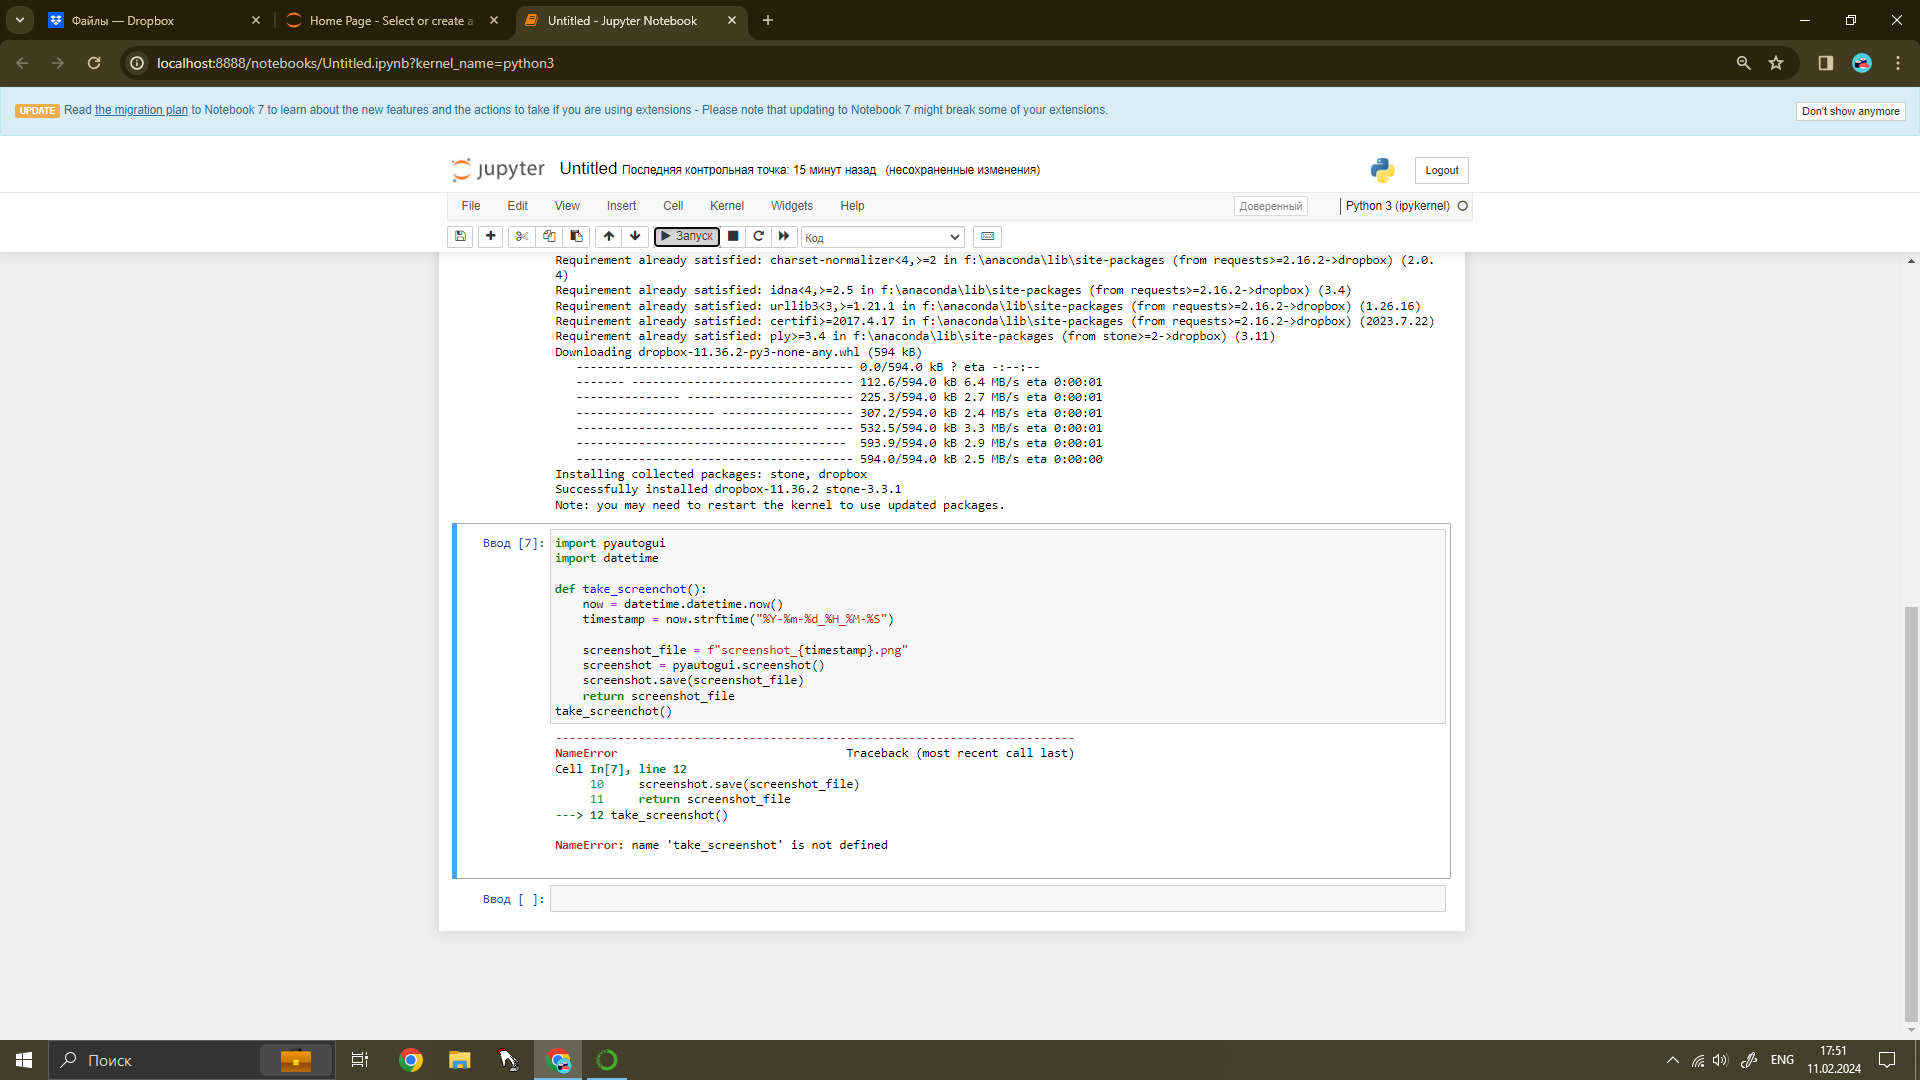 Файлы — Dropbox
Home Page - Select or create a
Untitled - Jupyter Notebook
localhost:8888/notebooks/Untitled.ipynb?kernel_name=python3
UPDATE Read the migration plan to Notebook 7 to learn about the new features and the actions to take if you are using extensions - Please note that updating to Notebook 7 might break some of your extensions.
Don't show anymore
jupyter Untitled Последняя контрольная точка: 15 минут назад (несохраненные изменения)
Logout
File Edit View Insert Cell Kernel Widgets Help
Доверенный
Python 3 (ipykernel)
Запуск
Код
Requirement already satisfied: charset-normalizer<4,>=2 in f:\anaconda\lib\site-packages (from requests>=2.16.2->dropbox) (2.0.
4)
Requirement already satisfied: idna<4,>=2.5 in f:\anaconda\lib\site-packages (from requests>=2.16.2->dropbox) (3.4)
Requirement already satisfied: urllib3<3,>=1.21.1 in f:\anaconda\lib\site-packages (from requests>=2.16.2->dropbox) (1.26.16)
Requirement already satisfied: certifi>=2017.4.17 in f:\anaconda\lib\site-packages (from requests>=2.16.2->dropbox) (2023.7.22)
Requirement already satisfied: ply>=3.4 in f:\anaconda\lib\site-packages (from stone>=2->dropbox) (3.11)
Downloading dropbox-11.36.2-py3-none-any.whl (594 kB)
---------------------------------------- 0.0/594.0 kB ? eta -:--:--
------- -------------------------------- 112.6/594.0 kB 6.4 MB/s eta 0:00:01
--------------- ------------------------ 225.3/594.0 kB 2.7 MB/s eta 0:00:01
-------------------- ------------------- 307.2/594.0 kB 2.4 MB/s eta 0:00:01
----------------------------------- ---- 532.5/594.0 kB 3.3 MB/s eta 0:00:01
---------------------------------------  593.9/594.0 kB 2.9 MB/s eta 0:00:01
---------------------------------------- 594.0/594.0 kB 2.5 MB/s eta 0:00:00
Installing collected packages: stone, dropbox
Successfully installed dropbox-11.36.2 stone-3.3.1
Note: you may need to restart the kernel to use updated packages.
Ввод [7]:
import pyautogui
import datetime
def take_screenchot():
    now = datetime.datetime.now()
    timestamp = now.strftime("%Y-%m-%d_%H_%M-%S")
    screenshot_file = f"screenshot_{timestamp}.png"
    screenshot = pyautogui.screenshot()
    screenshot.save(screenshot_file)
    return screenshot_file
take_screenchot()
---------------------------------------------------------------------------
NameError                                 Traceback (most recent call last)
Cell In[7], line 12
     10     screenshot.save(screenshot_file)
     11     return screenshot_file
---> 12 take_screenshot()
NameError: name 'take_screenshot' is not defined
Ввод [ ]:
Поиск
ENG
17:51
11.02.2024